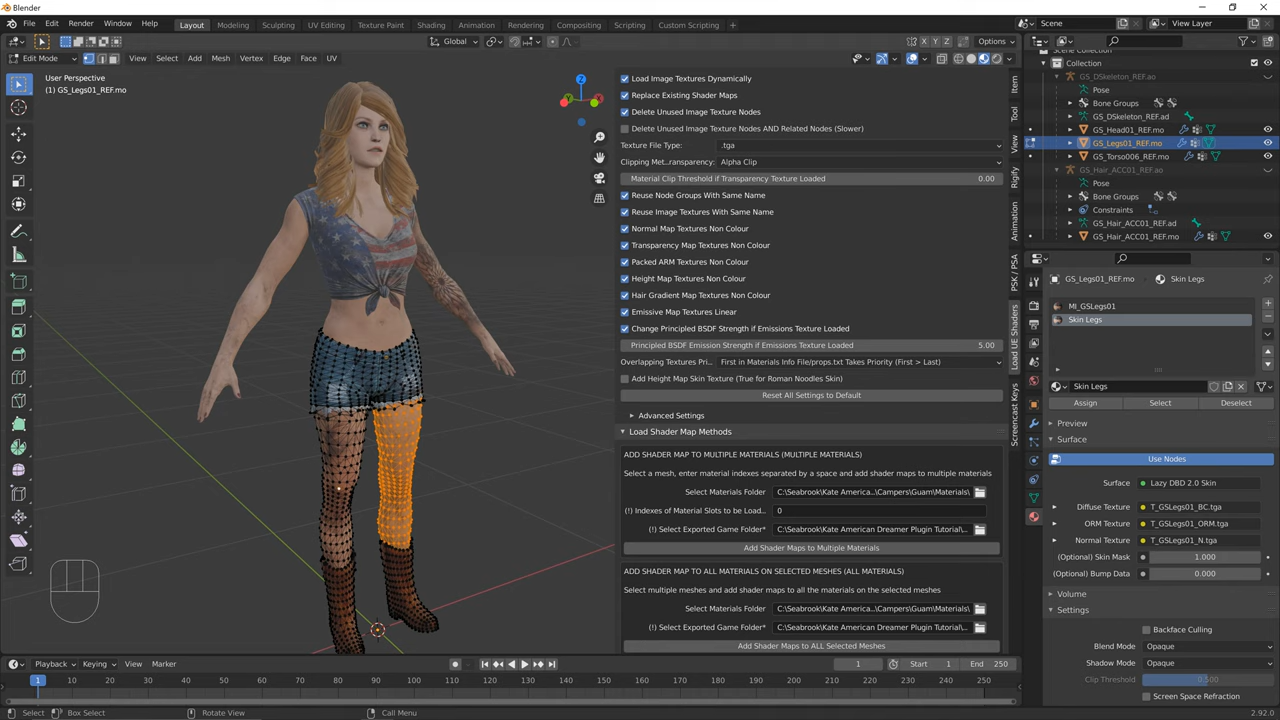 Blender
File Edit Render Window Help Layout Modeling Sculpting UV Editing Texture Paint Shading Animation Rendering Compositing Scripting Custom Scripting + Scene View Layer
Global X Y Z Options
Edit Mode View Select Add Mesh Vertex Edge Face UV
User Perspective
(1) GS_Legs01_REF.mo
Z
Load Image Textures Dynamically
Replace Existing Shader Maps
Delete Unused Image Texture Nodes
Delete Unused Image Texture Nodes AND Related Nodes (Slower)
Texture File Type: .tga
Clipping Met...ransparency: Alpha Clip
Material Clip Threshold if Transparency Texture Loaded 0.00
Reuse Node Groups With Same Name
Reuse Image Textures With Same Name
Normal Map Textures Non Colour
Transparency Map Textures Non Colour
Packed ARM Textures Non Colour
Height Map Textures Non Colour
Hair Gradient Map Textures Non Colour
Emissive Map Textures Linear
Change Principled BSDF Strength if Emissions Texture Loaded
Principled BSDF Emission Strength if Emissions Texture Loaded 5.00
Overlapping Textures Pri... First in Materials Info File/props.txt Takes Priority (First > Last)
Add Height Map Skin Texture (True for Roman Noodles Skin)
Reset All Settings to Default
Advanced Settings
Load Shader Map Methods
ADD SHADER MAP TO MULTIPLE MATERIALS (MULTIPLE MATERIALS)
Select a mesh, enter material indexes separated by a space and add shader maps to multiple materials
Select Materials Folder C:\Seabrook\Kate America...\Campers\Guam\Materials\
(!) Indexes of Material Slots to be Load... 0
(!) Select Exported Game Folder* C:\Seabrook\Kate American Dreamer Plugin Tutorial\...
Add Shader Maps to Multiple Materials
ADD SHADER MAP TO ALL MATERIALS ON SELECTED MESHES (ALL MATERIALS)
Select multiple meshes and add shader maps to all the materials on the selected meshes
Select Materials Folder C:\Seabrook\Kate America...\Campers\Guam\Materials\
(!) Select Exported Game Folder* C:\Seabrook\Kate American Dreamer Plugin Tutorial\...
Add Shader Maps to ALL Selected Meshes
Item
Tool
View
Rigify
Animation
PSK / PSA
Load UE Shaders
Screencast Keys
Scene Collection
Collection
GS_DSkeleton_REF.ao
Pose
Bone Groups
GS_DSkeleton_REF.ad
GS_Head01_REF.mo
GS_Legs01_REF.mo
GS_Torso006_REF.mo
GS_Hair_ACC01_REF.ao
Pose
Bone Groups
Constraints
GS_Hair_ACC01_REF.ad
GS_Hair_ACC01_REF.mo
GS_Legs01_REF.mo Skin Legs
MI_GSLegs01
Skin Legs
Skin Legs
Assign Select Deselect
Preview
Surface
Use Nodes
Surface Lazy DBD 2.0 Skin
Diffuse Texture T_GSLegs01_BC.tga
ORM Texture T_GSLegs01_ORM.tga
Normal Texture T_GSLegs01_N.tga
(Optional) Skin Mask 1.000
(Optional) Bump Data 0.000
Volume
Settings
Backface Culling
Blend Mode Opaque
Shadow Mode Opaque
Clip Threshold 0.500
Screen Space Refraction
Playback Keying View Marker 1 Start 1 End 250
1 10 20 30 40 50 60 70 80 90 100 110 120 130 140 150 160 170 180 190 200 210 220 230 240 250
Select Box Select Rotate View Call Menu 2.92.0